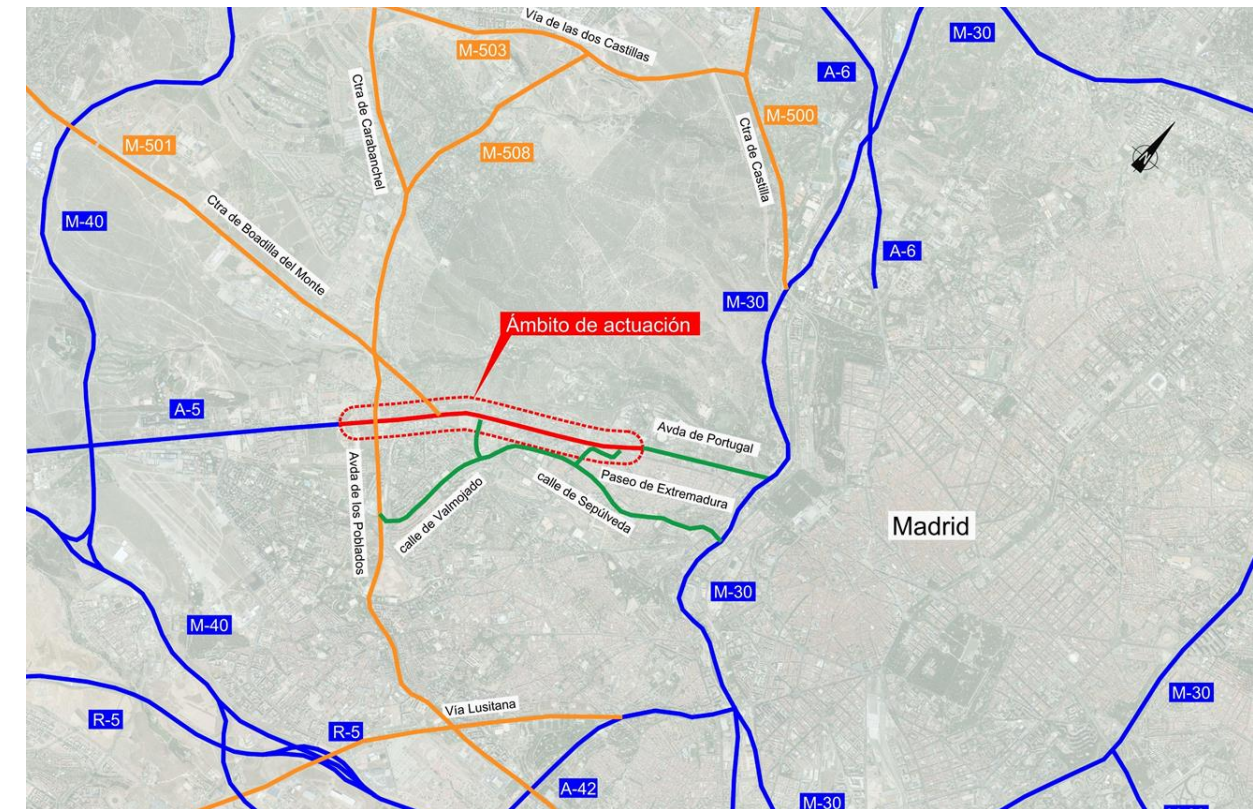 Vía de las dos Castillas
M-30
M-503
A-6
M-500
M-501
Ctra de Carabanchel
M-508
Ctra de Castilla
M-40
Ctra de Boadilla del Monte
A-6
M-30
Ámbito de actuación
A-5
Avda de Portugal
Avda de los Poblados
calle de Valmojado
calle de Sepúlveda
Paseo de Extremadura
Madrid
M-30
M-40
M-30
Vía Lusitana
R-5
R-5
A-42
M-30